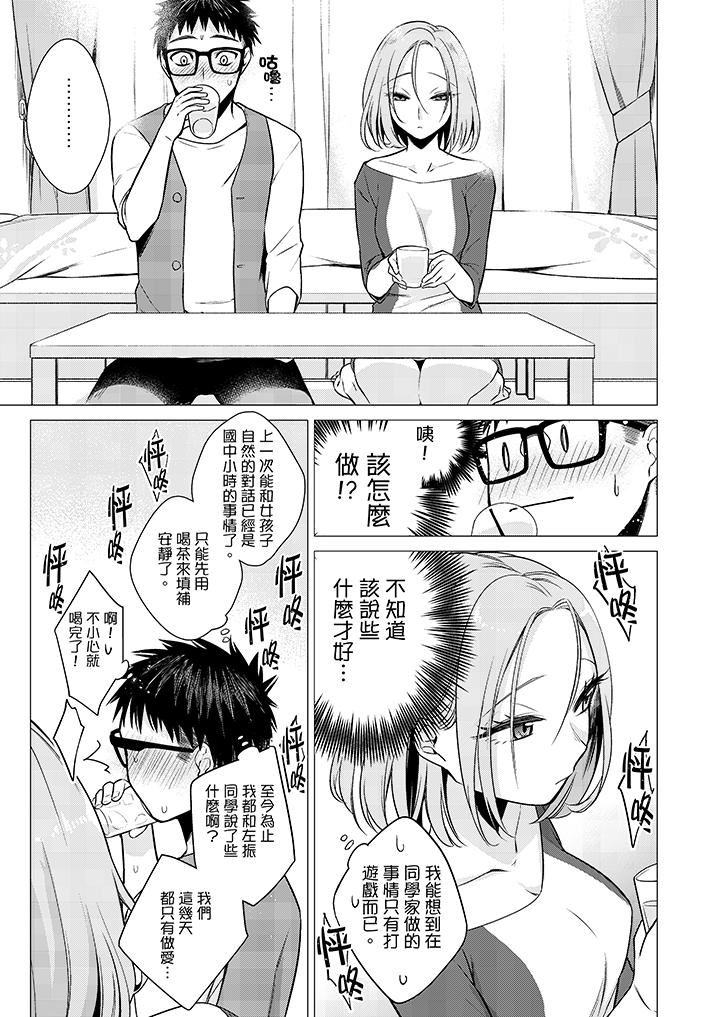 咕嚕…
………
咦!
該怎麼
做!?
不知道
該說些
什麼才好…
我能想到在
同學家做的
事情只有打
遊戲而已。
怦咚
怦咚
怦咚
上一次能和女孩子
自然的對話已經是
國中小時的事情了。
只能先用
喝茶來填補
安靜了。
啊!
不小心就
喝完了!
至今為止
我都和左振
同學說了些
什麼啊?
我們
這幾天
都只有做愛…
怦咚
怦咚
怦咚
怦咚
怦咚